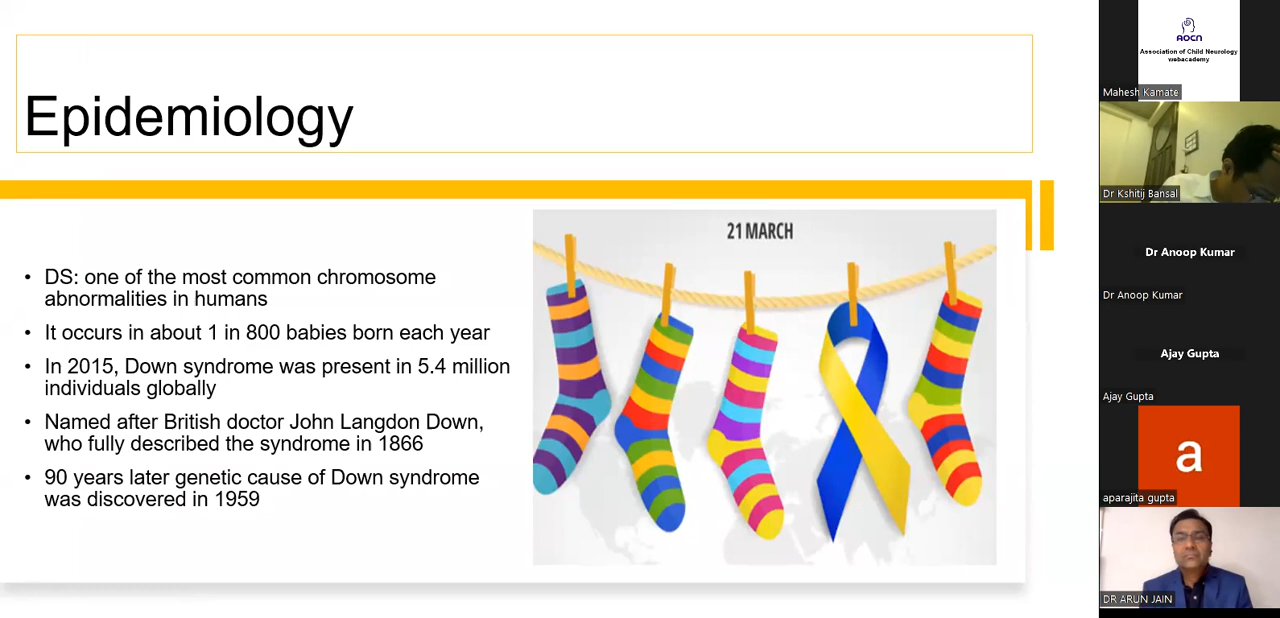 Epidemiology
• DS: one of the most common chromosome
abnormalities in humans
• It occurs in about 1 in 800 babies born each year
• In 2015, Down syndrome was present in 5.4 million
individuals globally
• Named after British doctor John Langdon Down,
who fully described the syndrome in 1866
• 90 years later genetic cause of Down syndrome
was discovered in 1959
21 MARCH
AOCN
Association of Child Neurology
webacademy
Mahesh Kamate
Dr Kshitij Bansal
Dr Anoop Kumar
Dr Anoop Kumar
Ajay Gupta
Ajay Gupta
a
aparajita gupta
DR ARUN JAIN